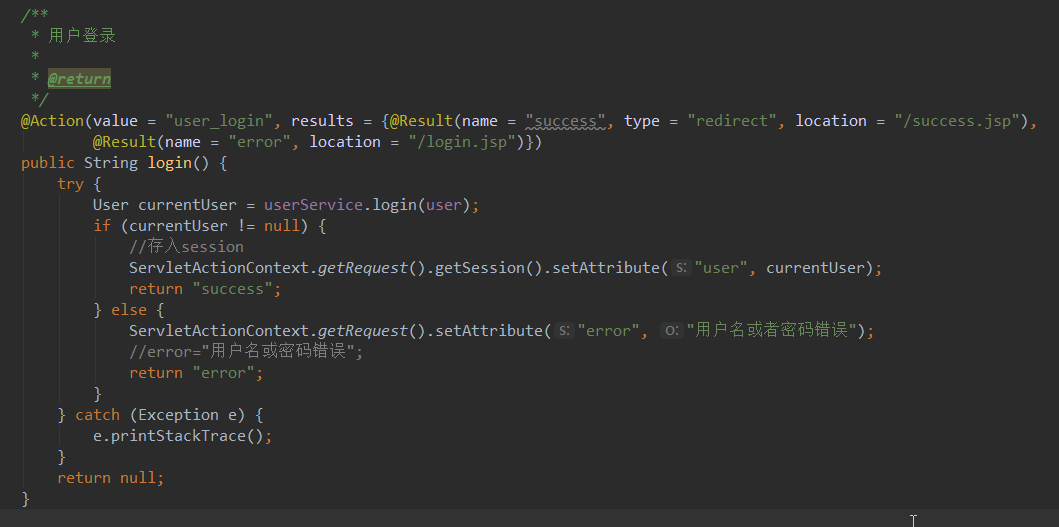 /**
 * 用户登录
 *
 * @return
 */
@Action(value = "user_login", results = {@Result(name = "success", type = "redirect", location = "/success.jsp"),
        @Result(name = "error", location = "/login.jsp")})
public String login() {
    try {
        User currentUser = userService.login(user);
        if (currentUser != null) {
            //存入session
            ServletActionContext.getRequest().getSession().setAttribute( s: "user", currentUser);
            return "success";
        } else {
            ServletActionContext.getRequest().setAttribute( s: "error", o: "用户名或者密码错误");
            //error="用户名或密码错误";
            return "error";
        }
    } catch (Exception e) {
        e.printStackTrace();
    }
    return null;
}